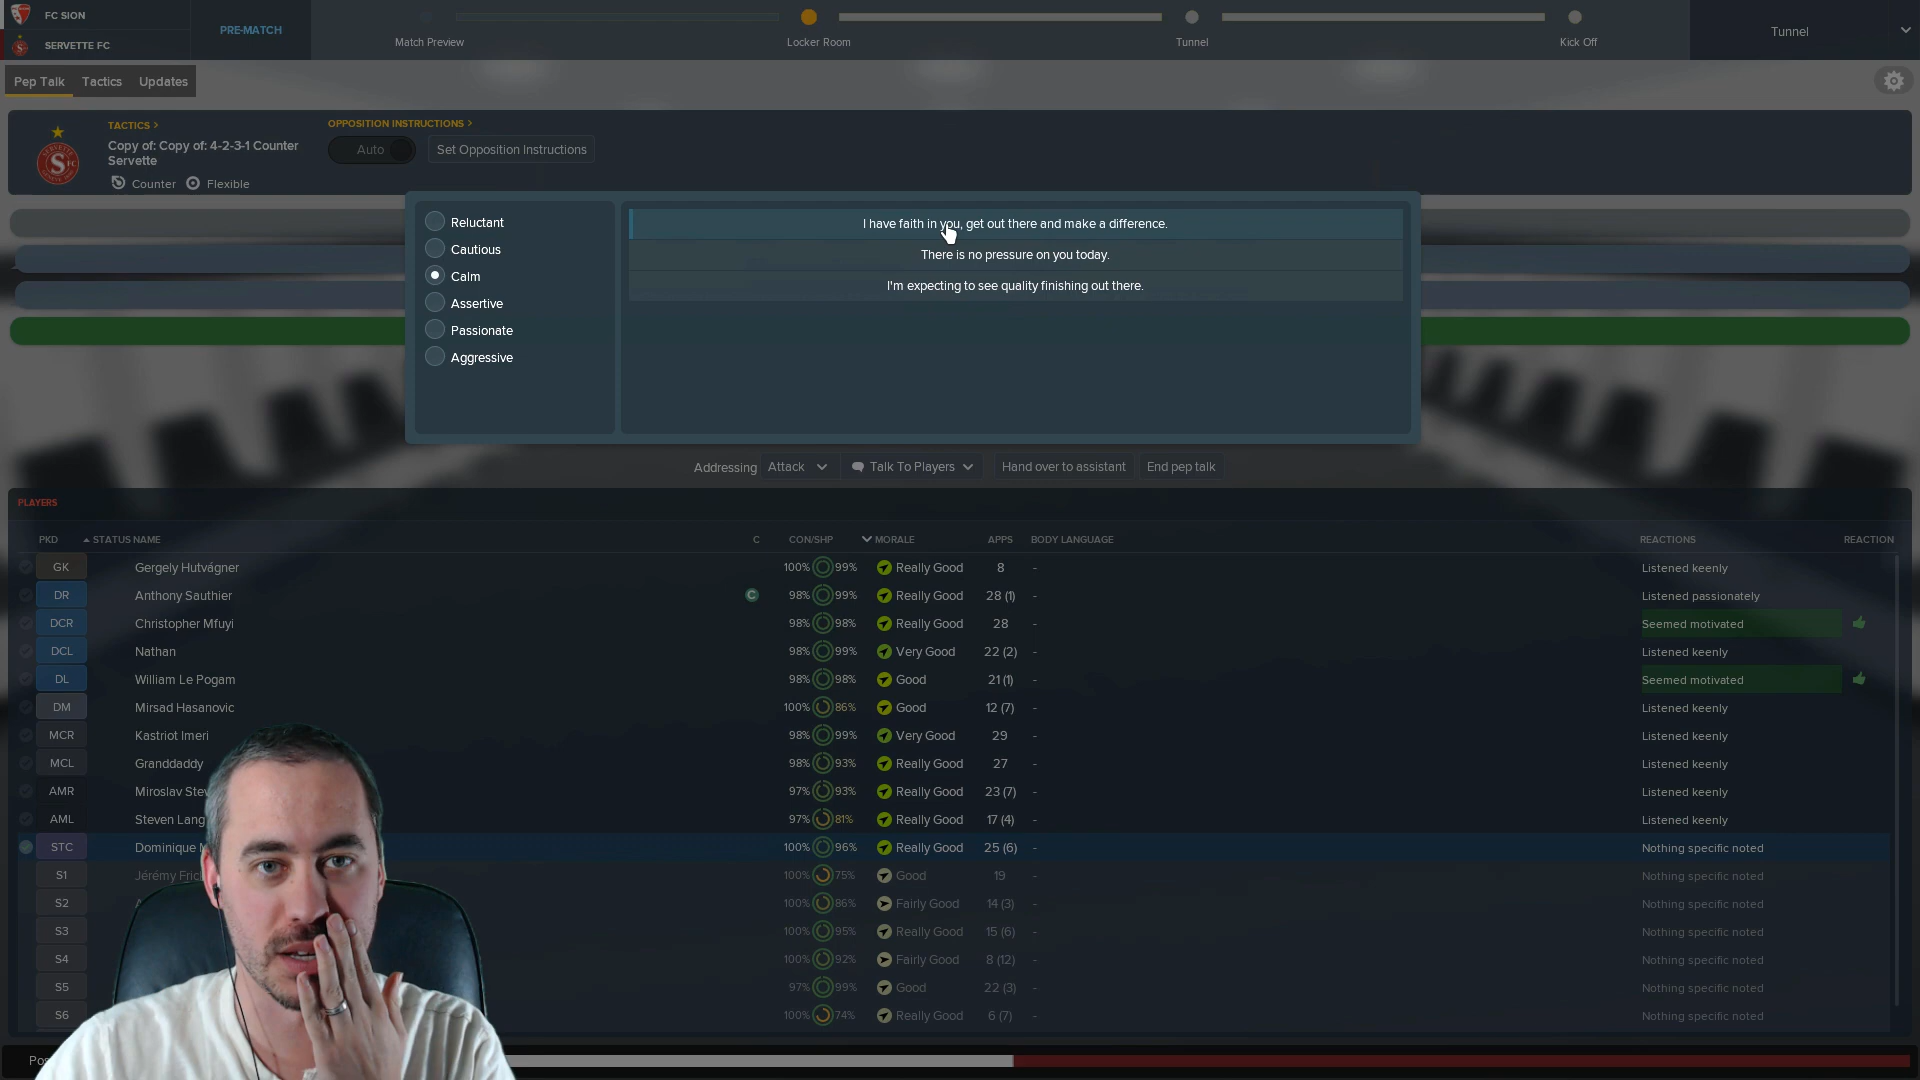 FC SION
SERVETTE FC
PRE-MATCH
Match Preview
Locker Room
Tunnel
Kick Off
Tunnel
Pep Talk Tactics Updates
TACTICS >
Copy of: Copy of: 4-2-3-1 Counter
Servette
Counter Flexible
OPPOSITION INSTRUCTIONS >
Auto Set Opposition Instructions
Reluctant
Cautious
Calm
Assertive
Passionate
Aggressive
I have faith in you, get out there and make a difference.
There is no pressure on you today.
I'm expecting to see quality finishing out there.
Addressing Attack Talk To Players Hand over to assistant End pep talk
PLAYERS
PKD STATUS NAME C CON/SHP MORALE APPS BODY LANGUAGE REACTIONS REACTION
GK Gergely Hutvágner 100% 99% Really Good 8 - Listened keenly
DR Anthony Sauthier C 98% 99% Really Good 28 (1) - Listened passionately
DCR Christopher Mfuyi 98% 98% Really Good 28 - Seemed motivated
DCL Nathan 98% 99% Very Good 22 (2) - Listened keenly
DL William Le Pogam 98% 98% Good 21 (1) - Seemed motivated
DM Mirsad Hasanovic 100% 86% Good 12 (7) - Listened keenly
MCR Kastriot Imeri 98% 99% Very Good 29 - Listened keenly
MCL Granddaddy 98% 93% Really Good 27 - Listened keenly
AMR Miroslav 97% 93% Really Good 23 (7) - Listened keenly
AML Steven Lang 97% 81% Really Good 17 (4) - Listened keenly
STC Dominique 100% 96% Really Good 25 (6) - Nothing specific noted
S1 Jérémy 100% 75% Good 19 - Nothing specific noted
S2 100% 86% Fairly Good 14 (3) - Nothing specific noted
S3 100% 95% Really Good 15 (6) - Nothing specific noted
S4 100% 92% Fairly Good 8 (12) - Nothing specific noted
S5 97% 99% Good 22 (3) - Nothing specific noted
S6 100% 74% Really Good 6 (7) - Nothing specific noted